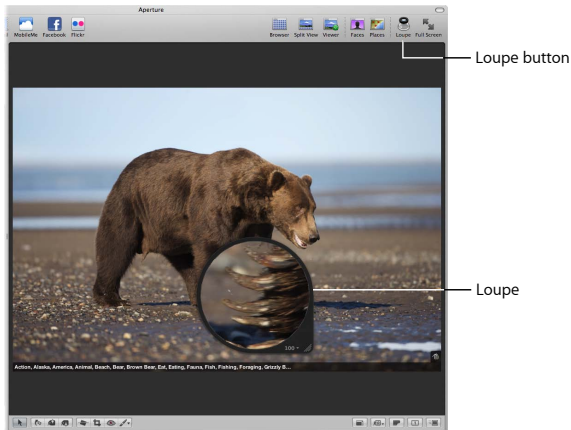 Aperture
MobileMe Facebook Flickr Browser Split View Viewer Faces Places Loupe Full Screen
Loupe button
Loupe
100
Action, Alaska, America, Animal, Beach, Bear, Brown Bear, Eat, Eating, Fauna, Fish, Fishing, Foraging, Grizzly B...